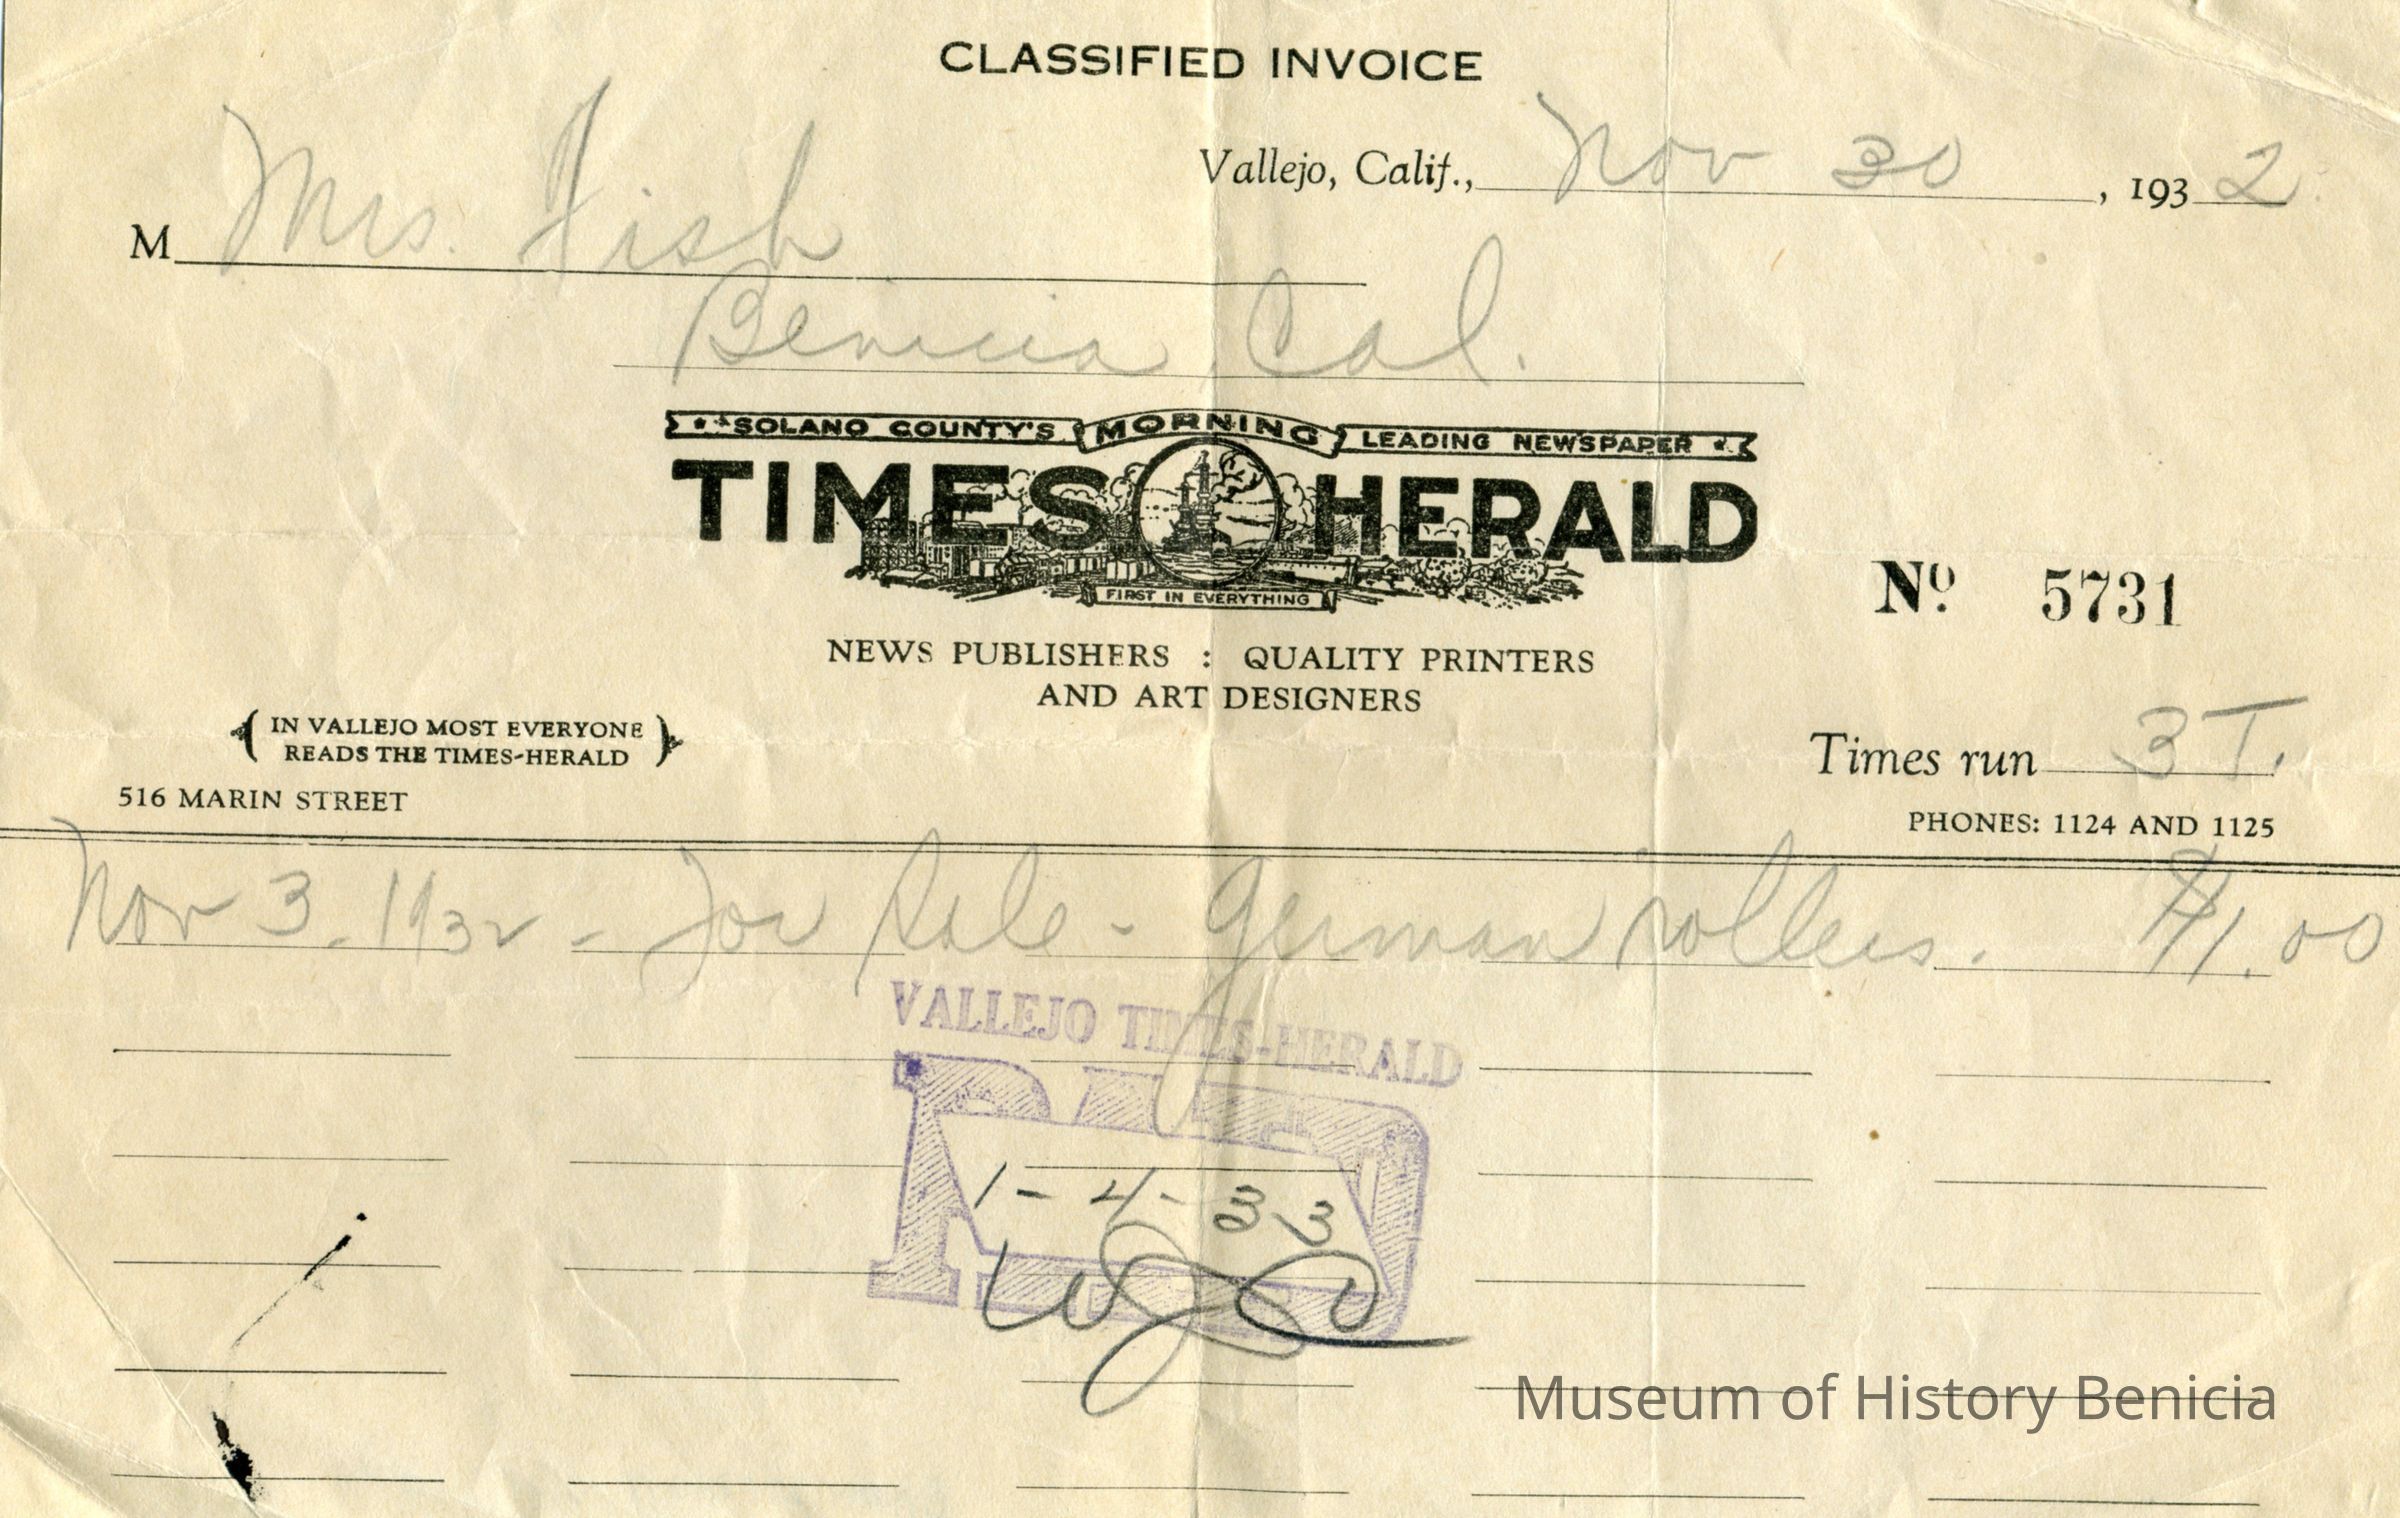 CLASSIFIED INVOICE
Vallejo, Calif., Nov 30, 1932
M Mrs. Fish
Benicia Cal.
SOLANO COUNTY'S MORNING LEADING NEWSPAPER
TIMES HERALD
FIRST IN EVERYTHING
Nº 5731
NEWS PUBLISHERS : QUALITY PRINTERS
AND ART DESIGNERS
IN VALLEJO MOST EVERYONE
READS THE TIMES-HERALD
Times run 3 T.
516 MARIN STREET
PHONES: 1124 AND 1125
Nov 3. 1932 - For Sale - German rollers. $1.00
VALLEJO TIMES-HERALD
PAID
1-4-33
Museum of History Benicia